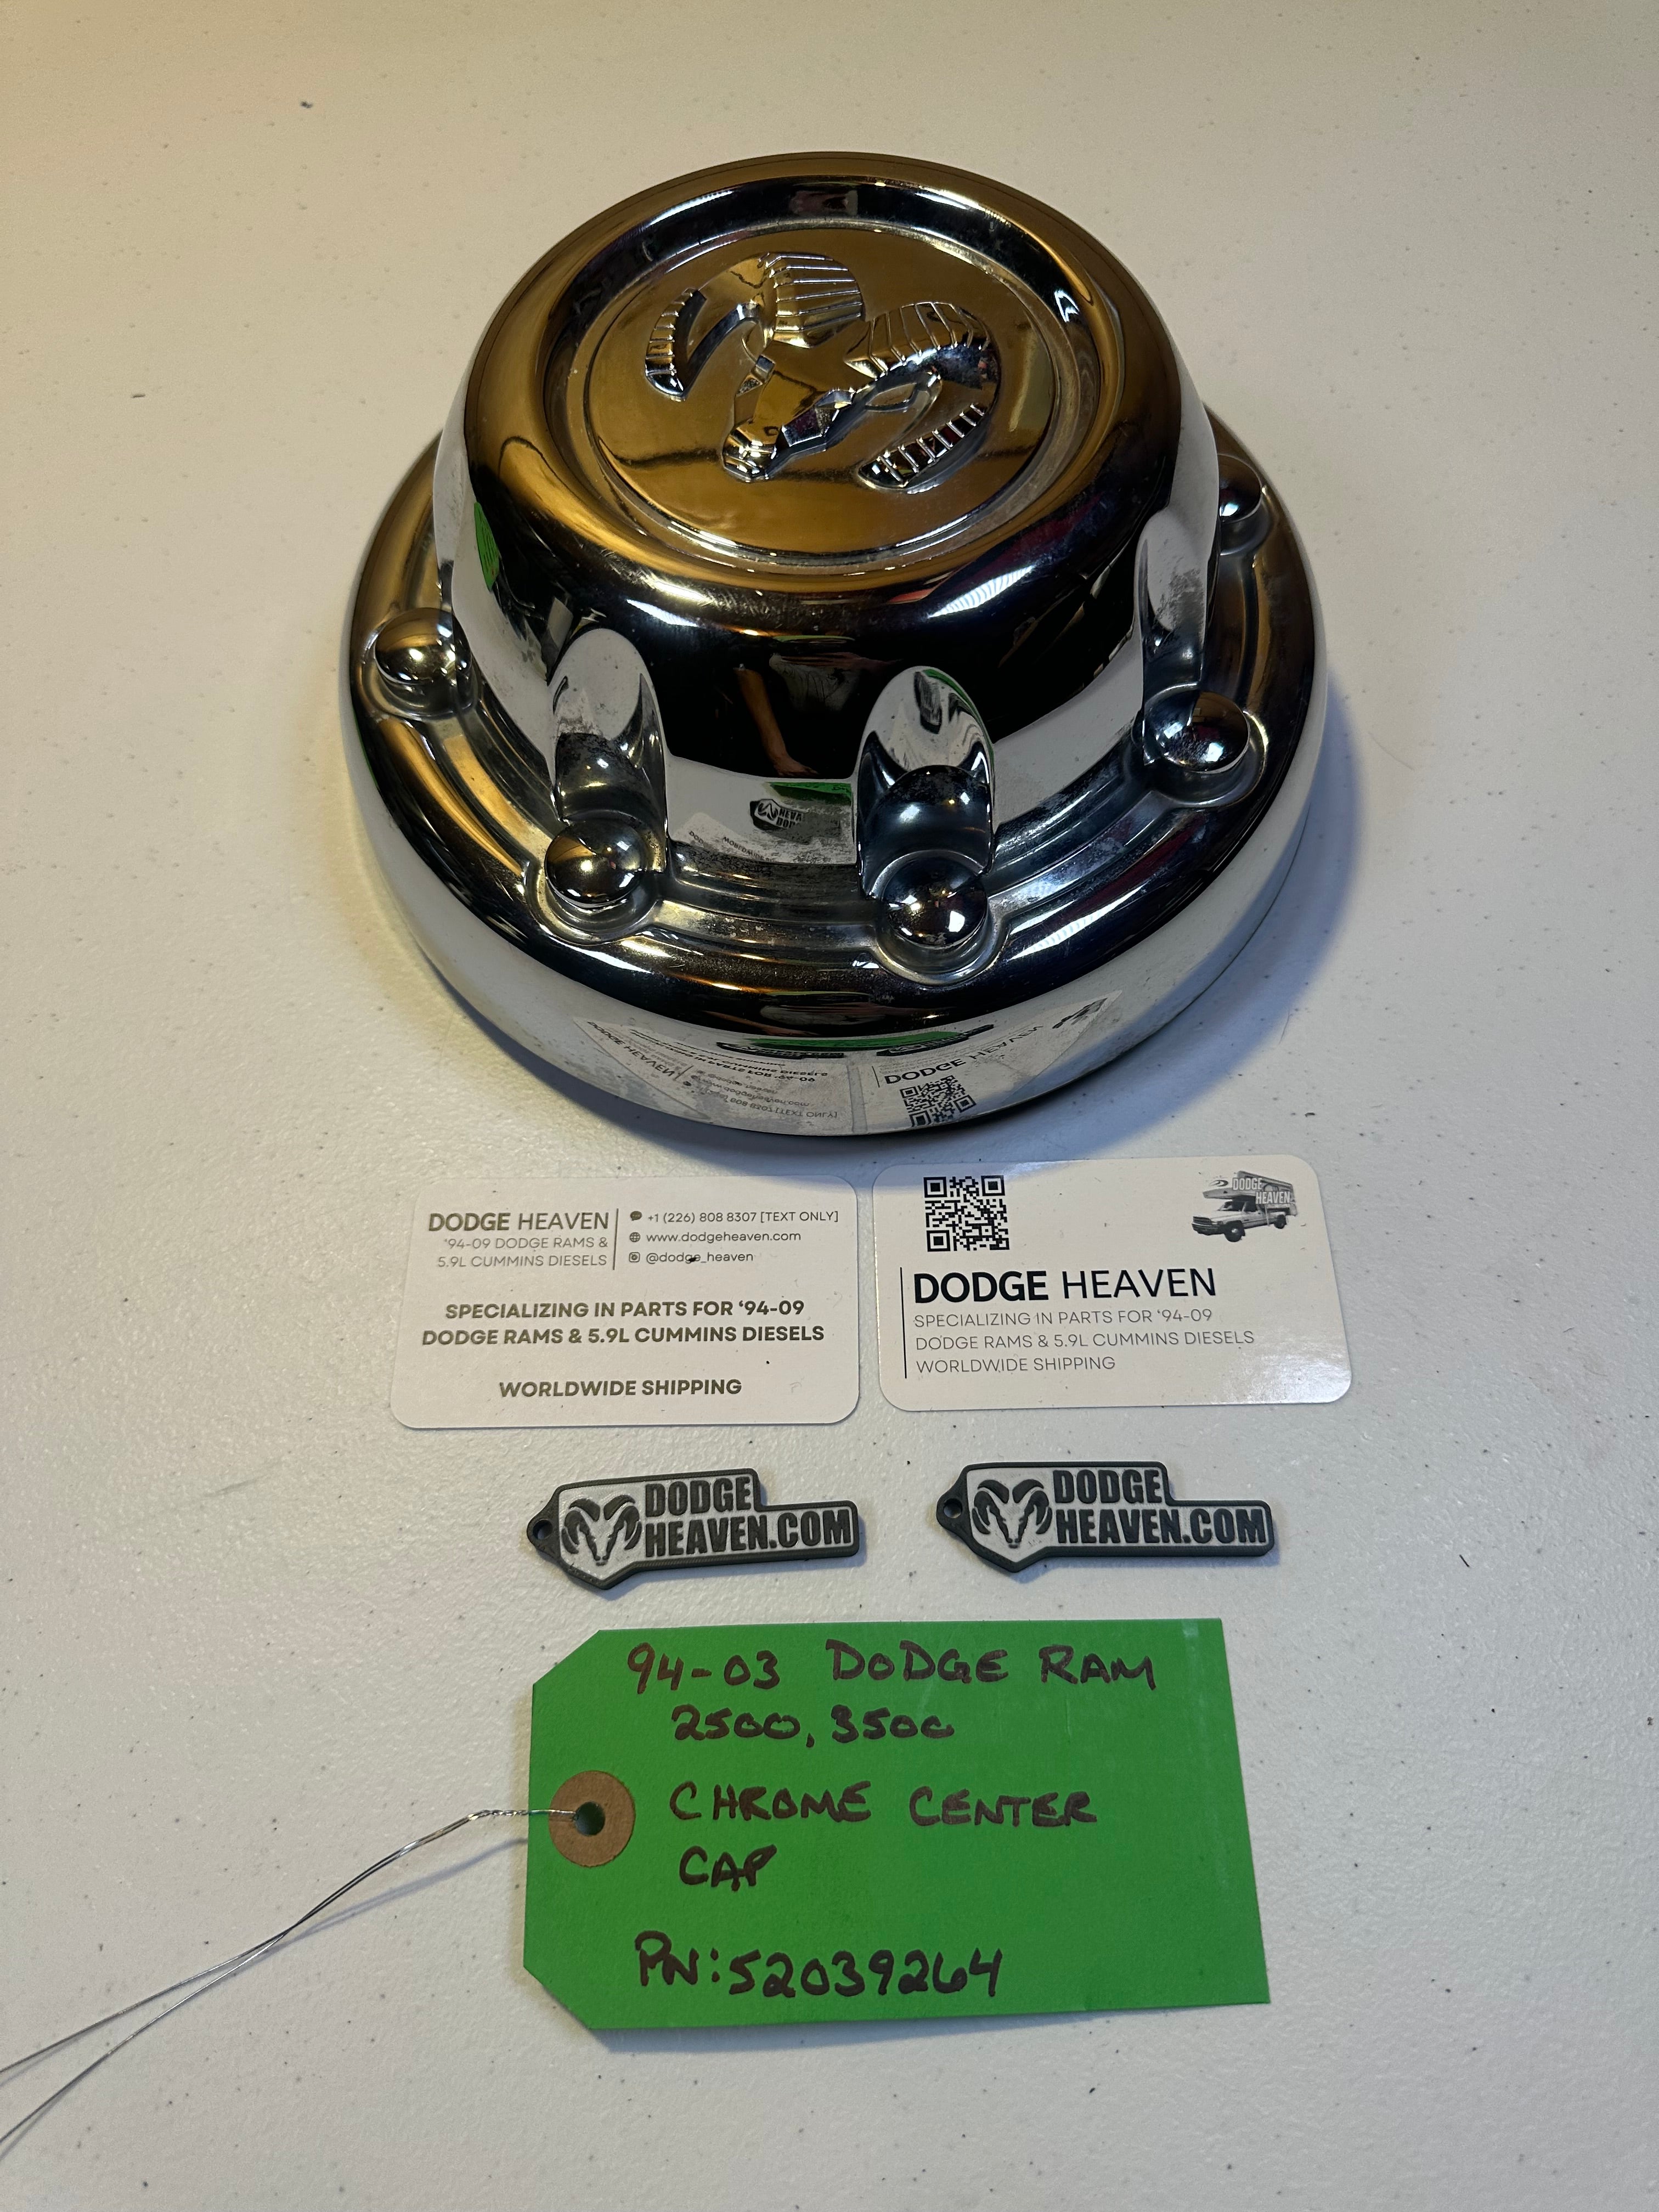 DODGE HEAVEN
'94-09 DODGE RAMS &
5.9L CUMMINS DIESELS
+1 (226) 808 8307 [TEXT ONLY]
www.dodgeheaven.com
@dodge_heaven
SPECIALIZING IN PARTS FOR '94-09
DODGE RAMS & 5.9L CUMMINS DIESELS
WORLDWIDE SHIPPING
DODGE
HEAVEN
DODGE HEAVEN
SPECIALIZING IN PARTS FOR '94-09
DODGE RAMS & 5.9L CUMMINS DIESELS
WORLDWIDE SHIPPING
DODGE
HEAVEN.COM
DODGE
HEAVEN.COM
94-03 DODGE RAM
2500, 3500
CHROME CENTER
CAP
PN:52039264